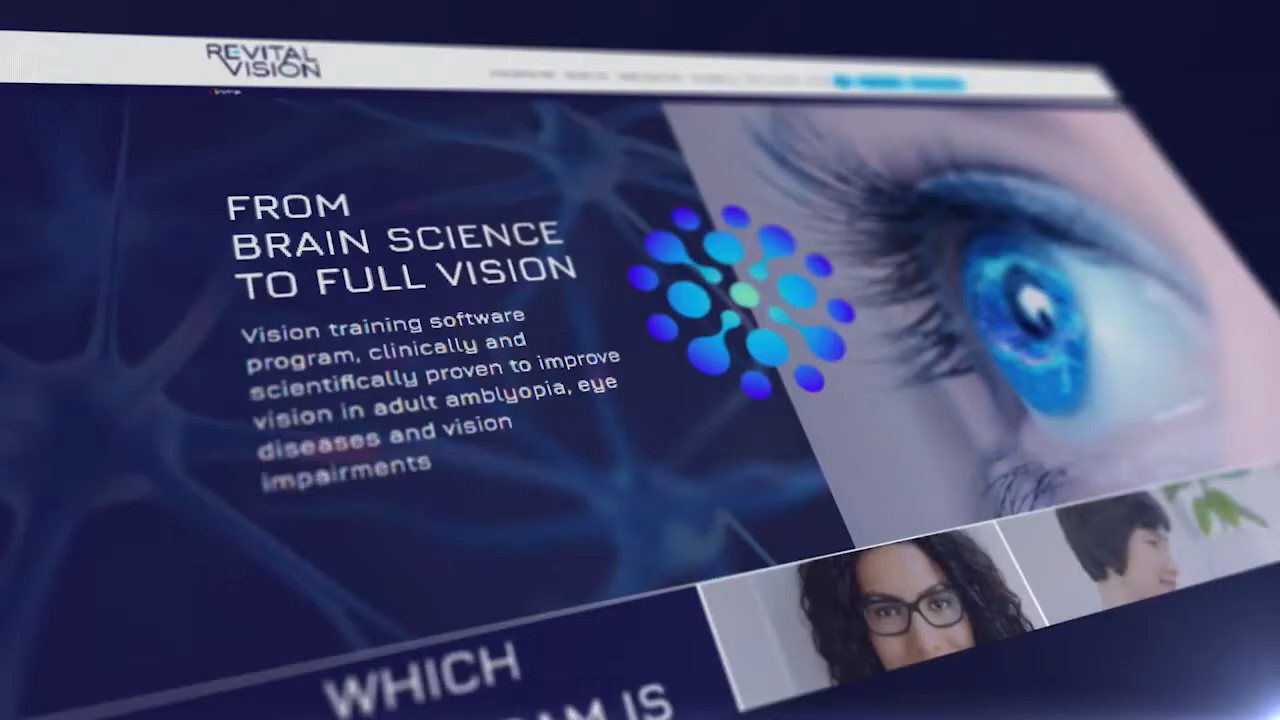 REVITAL
VISION
FROM
BRAIN SCIENCE
TO FULL VISION
Vision training software
program, clinically and
scientifically proven to improve
vision in adult amblyopia, eye
diseases and vision
impairments
WHICH
IS